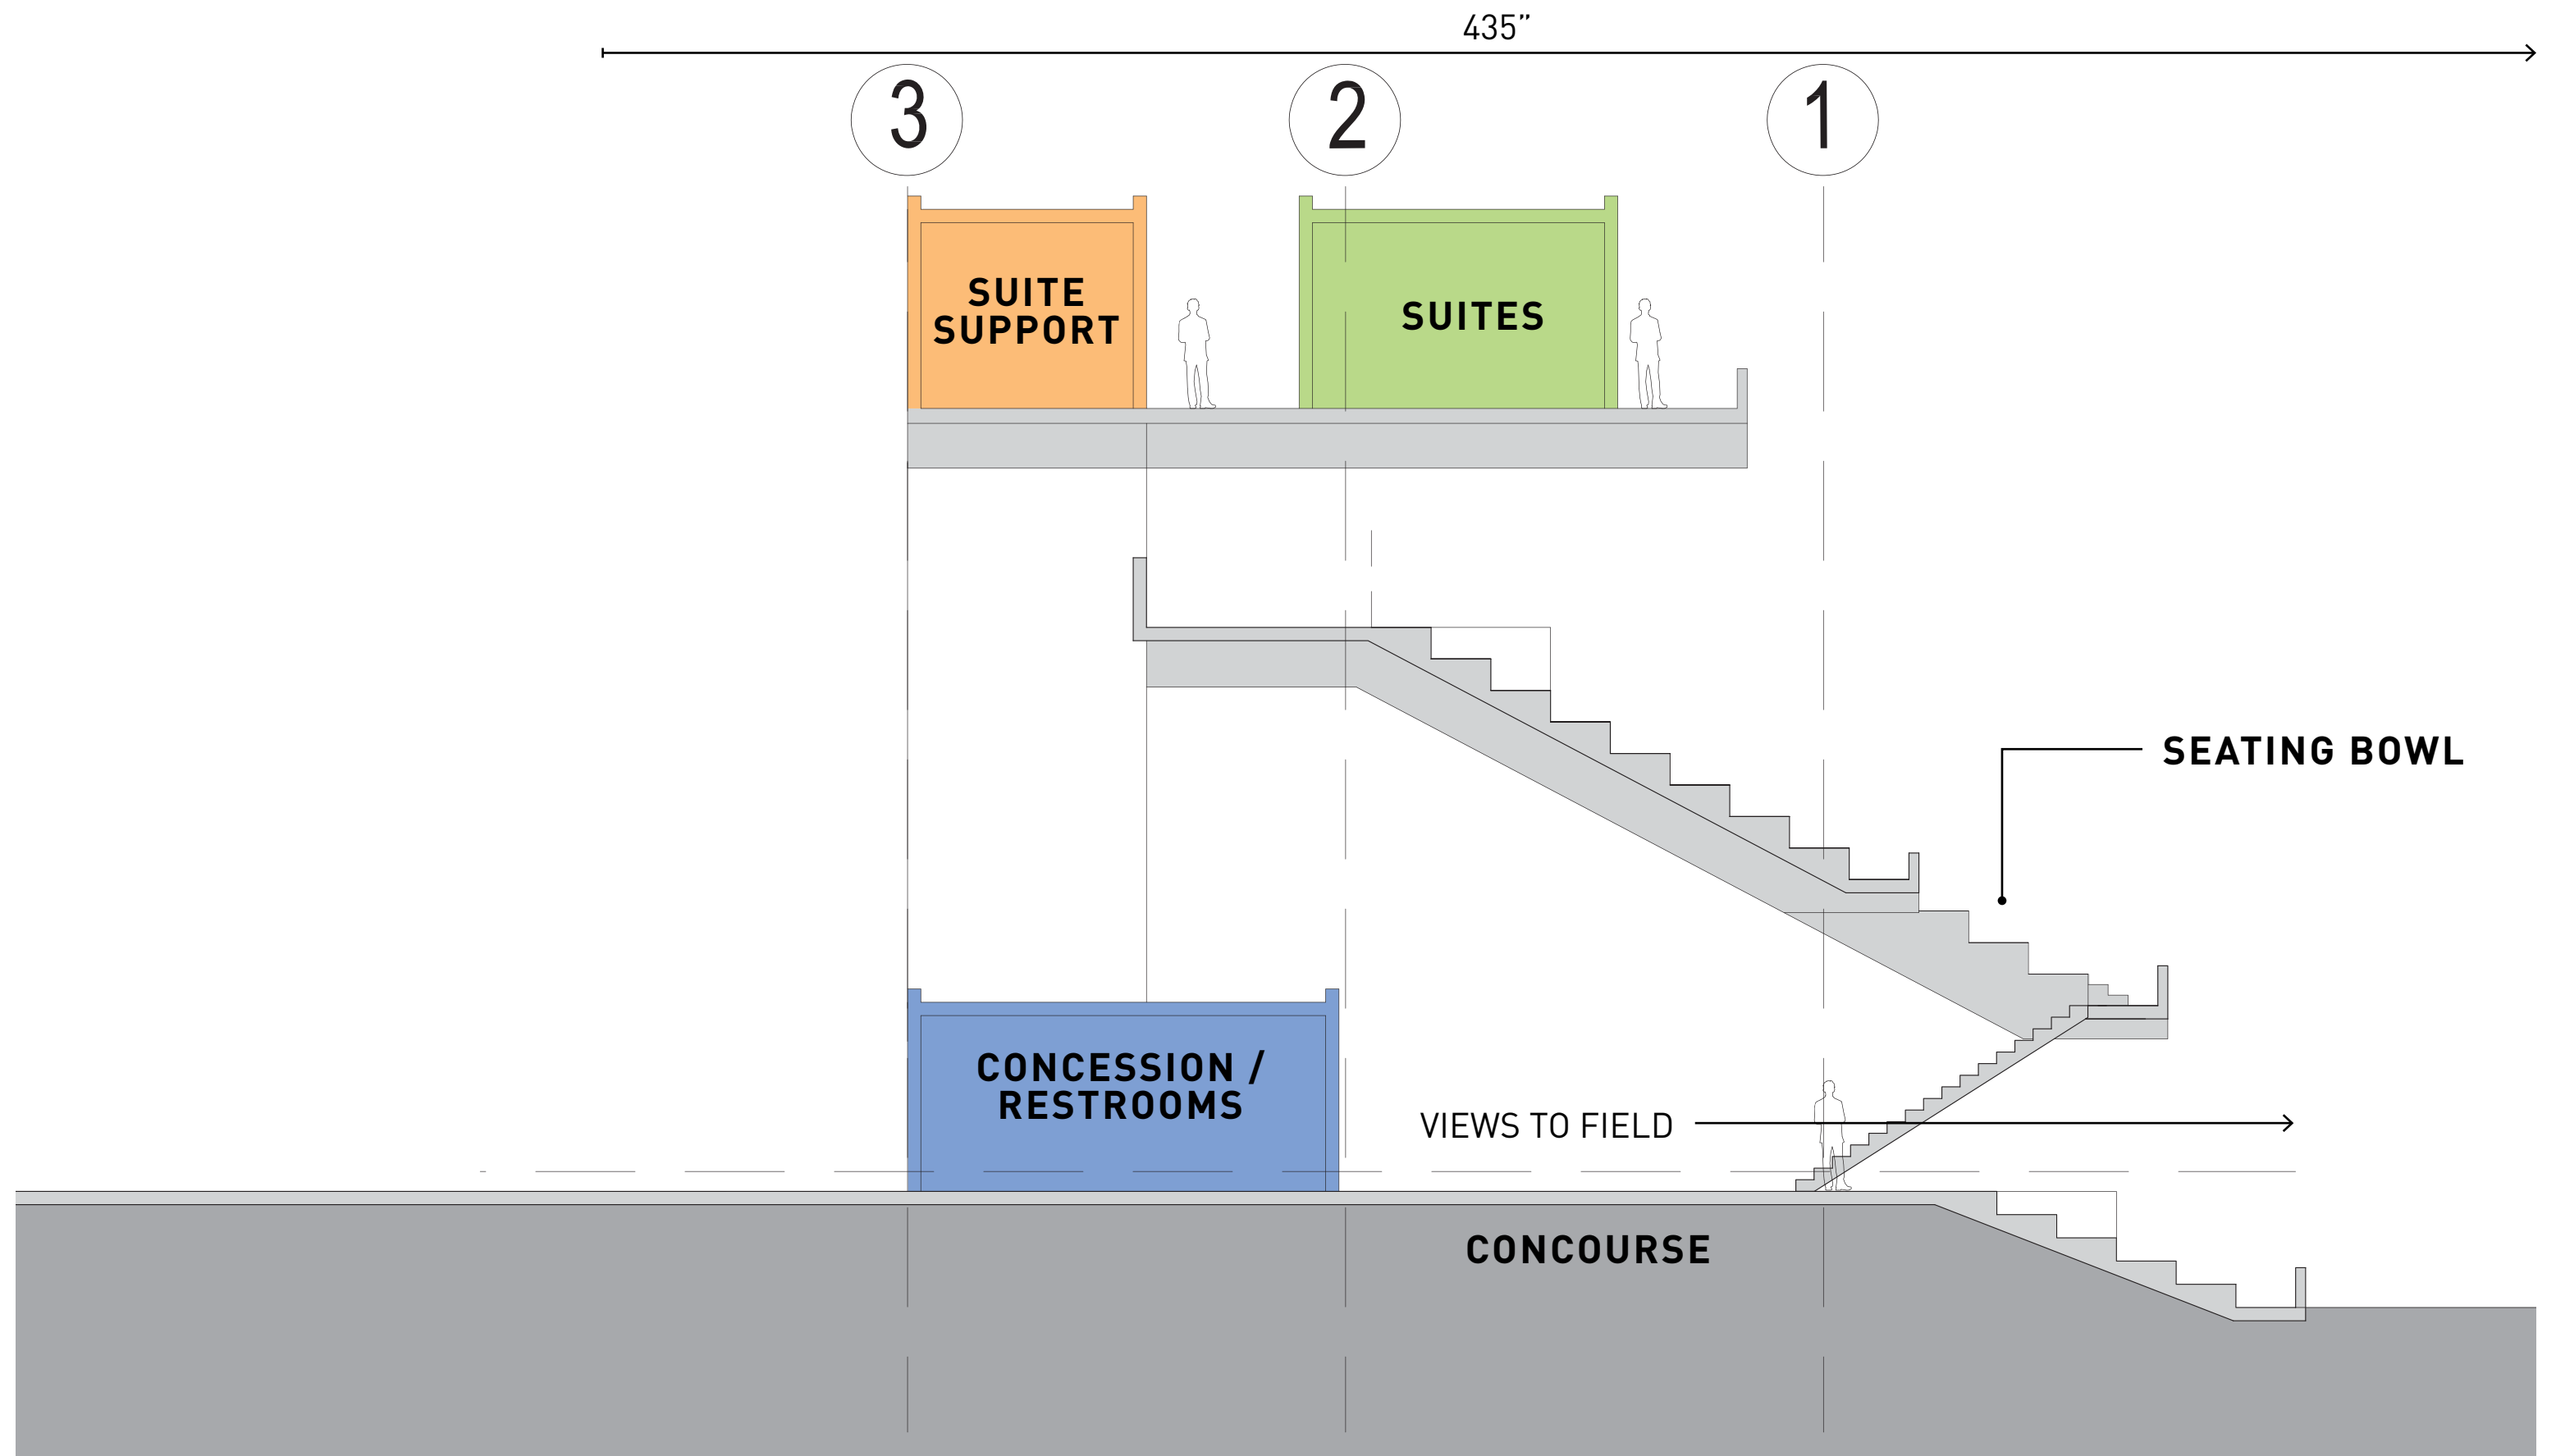 435”
3
2
1
SUITE
SUPPORT
SUITES
SEATING BOWL
CONCESSION /
RESTROOMS
VIEWS TO FIELD
CONCOURSE